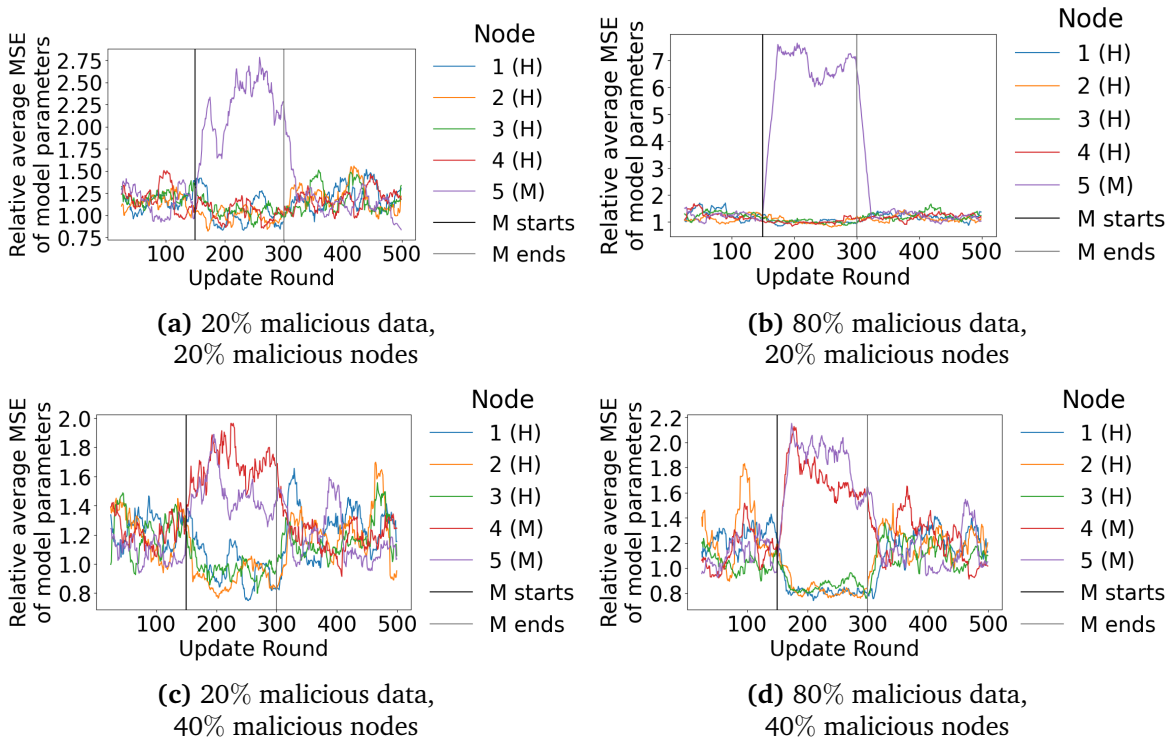 Relative average MSE
of model parameters
2.75
2.50
2.25
2.00
1.75
1.50
1.25
1.00
0.75
100 200 300 400 500
Update Round
Node
1 (H)
2 (H)
3 (H)
4 (H)
5 (M)
M starts
M ends
(a) 20% malicious data,
20% malicious nodes
Relative average MSE
of model parameters
7
6
5
4
3
2
1
100 200 300 400 500
Update Round
Node
1 (H)
2 (H)
3 (H)
4 (H)
5 (M)
M starts
M ends
(b) 80% malicious data,
20% malicious nodes
Relative average MSE
of model parameters
2.0
1.8
1.6
1.4
1.2
1.0
0.8
100 200 300 400 500
Update Round
Node
1 (H)
2 (H)
3 (H)
4 (M)
5 (M)
M starts
M ends
(c) 20% malicious data,
40% malicious nodes
Relative average MSE
of model parameters
2.2
2.0
1.8
1.6
1.4
1.2
1.0
0.8
100 200 300 400 500
Update Round
Node
1 (H)
2 (H)
3 (H)
4 (M)
5 (M)
M starts
M ends
(d) 80% malicious data,
40% malicious nodes